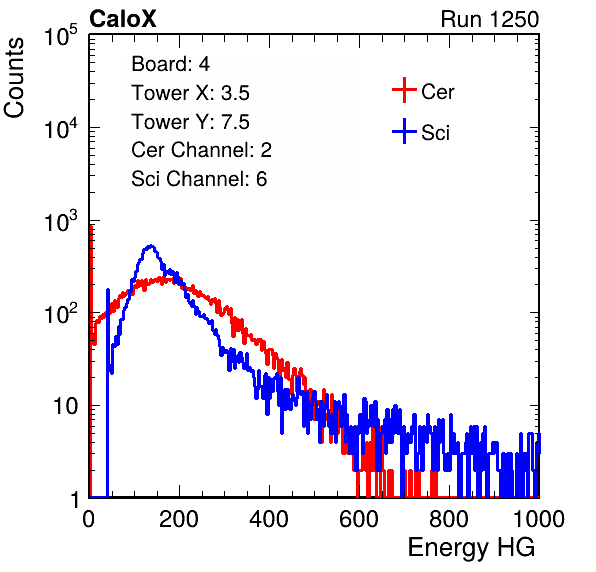 CaloX Run 1250
Counts
Board: 4
Tower X: 3.5
Tower Y: 7.5
Cer Channel: 2
Sci Channel: 6
Cer
Sci
10^5
10^4
10^3
10^2
10
1
0 200 400 600 800 1000
Energy HG